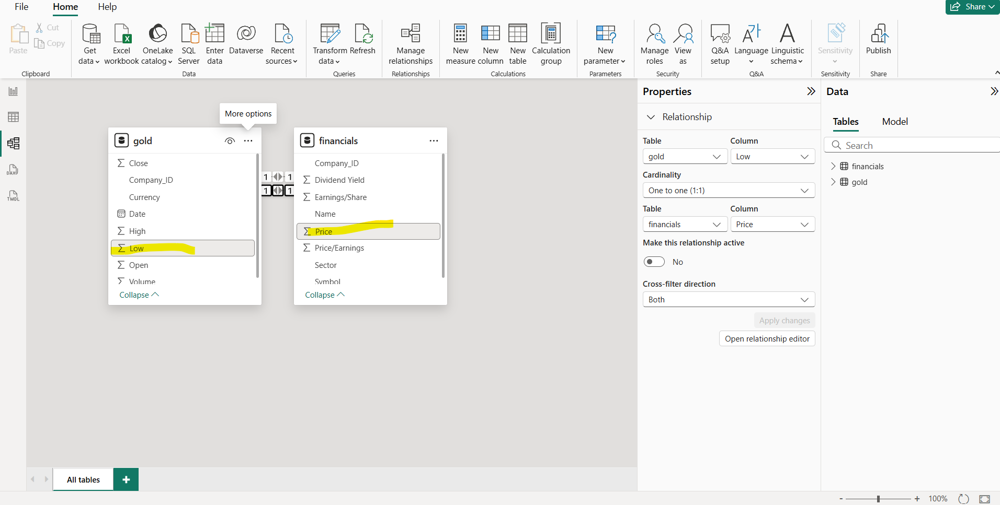 File Home Help
Share
Paste
Cut
Copy
Clipboard
Get data
Excel workbook
OneLake catalog
SQL Server
Enter data
Dataverse
Recent sources
Data
Transform data
Refresh
Queries
Manage relationships
Relationships
New measure
New column
New table
Calculation group
Calculations
New parameter
Parameters
Manage roles
View as
Security
Q&A setup
Language
Linguistic schema
Q&A
Sensitivity
Sensitivity
Publish
Share
DAX
TMDL
More options
gold
Close
Company_ID
Currency
Date
High
Low
Open
Volume
Collapse
1 1
1 1
financials
Company_ID
Dividend Yield
Earnings/Share
Name
Price
Price/Earnings
Sector
Symbol
Collapse
Properties
Relationship
Table Column
gold Low
Cardinality
One to one (1:1)
Table Column
financials Price
Make this relationship active
No
Cross-filter direction
Both
Apply changes
Open relationship editor
Data
Tables Model
Search
financials
gold
All tables
+
- + 100%